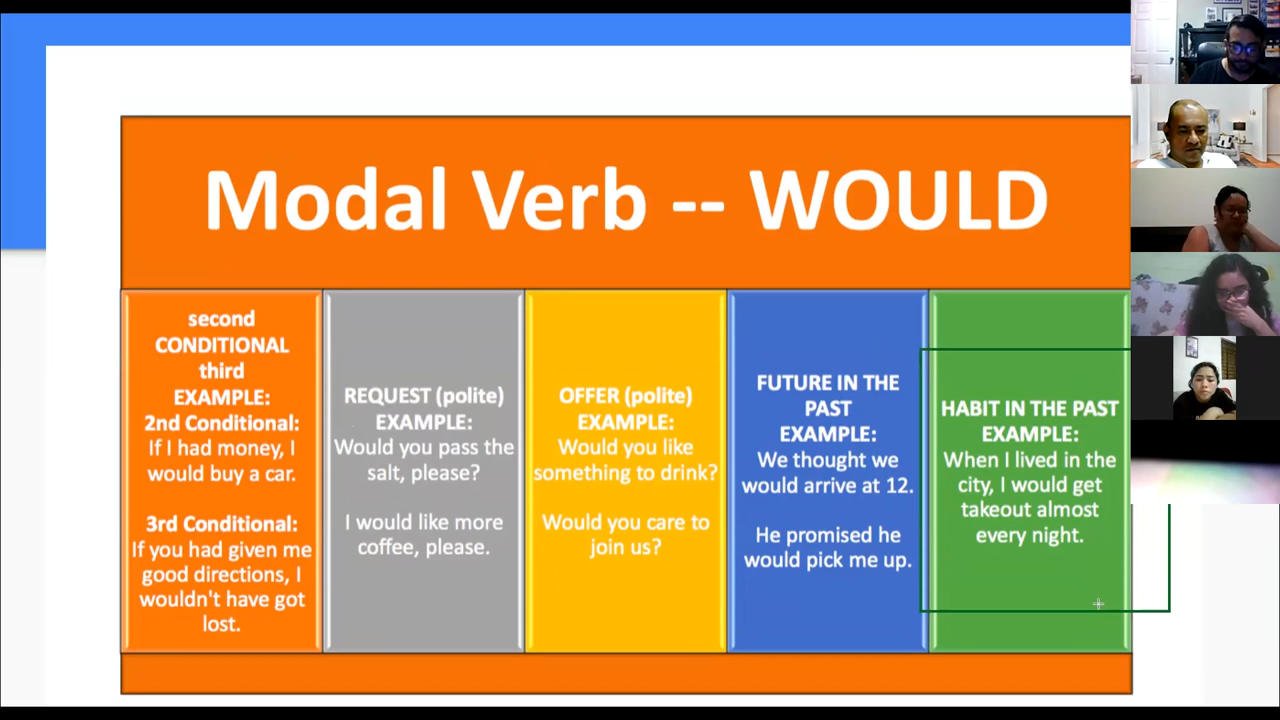 Modal Verb -- WOULD
second
CONDITIONAL
third
EXAMPLE:
2nd Conditional:
If I had money, I
would buy a car.
3rd Conditional:
If you had given me
good directions, I
wouldn't have got
lost.
REQUEST (polite)
EXAMPLE:
Would you pass the
salt, please?
I would like more
coffee, please.
OFFER (polite)
EXAMPLE:
Would you like
something to drink?
Would you care to
join us?
FUTURE IN THE
PAST
EXAMPLE:
We thought we
would arrive at 12.
He promised he
would pick me up.
HABIT IN THE PAST
EXAMPLE:
When I lived in the
city, I would get
takeout almost
every night.